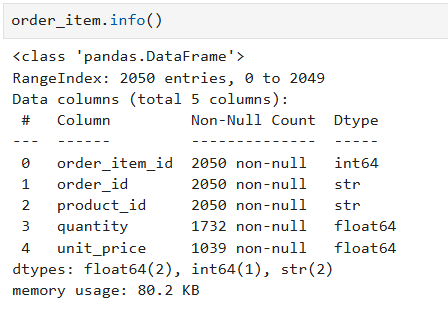 order_item.info()
<class 'pandas.DataFrame'>
RangeIndex: 2050 entries, 0 to 2049
Data columns (total 5 columns):
 #   Column         Non-Null Count  Dtype
---  ------         --------------  -----
 0   order_item_id  2050 non-null   int64
 1   order_id       2050 non-null   str
 2   product_id     2050 non-null   str
 3   quantity       1732 non-null   float64
 4   unit_price     1039 non-null   float64
dtypes: float64(2), int64(1), str(2)
memory usage: 80.2 KB